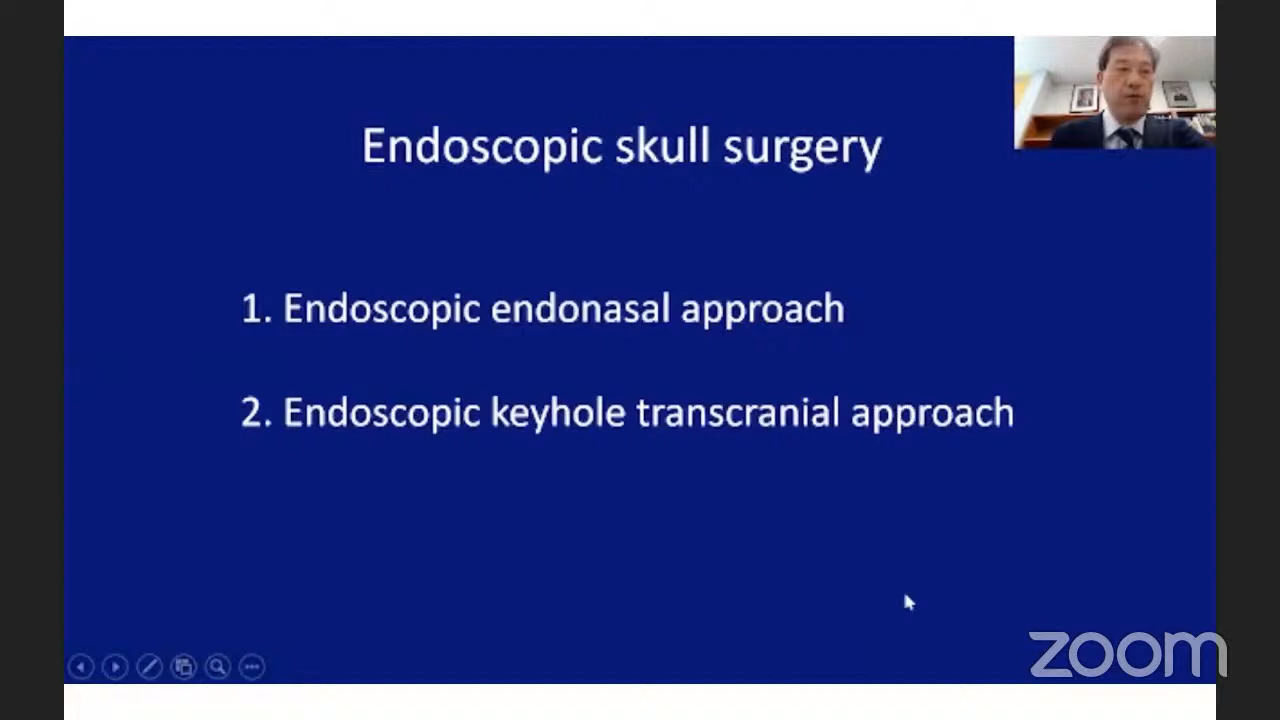 Endoscopic skull surgery
1. Endoscopic endonasal approach
2. Endoscopic keyhole transcranial approach
zoom